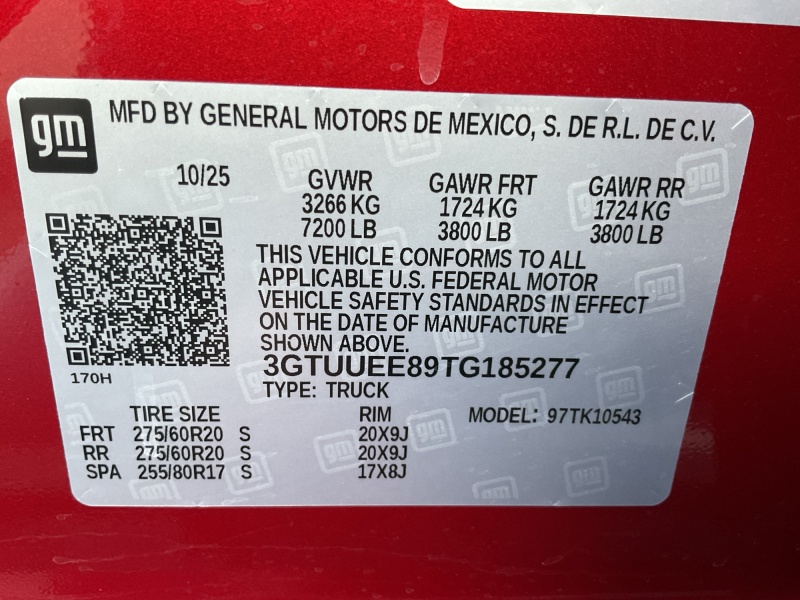 gm
MFD BY GENERAL MOTORS DE MEXICO, S. DE R.L. DE C.V.
10/25 GVWR GAWR FRT GAWR RR
3266 KG 1724 KG 1724 KG
7200 LB 3800 LB 3800 LB
THIS VEHICLE CONFORMS TO ALL
APPLICABLE U.S. FEDERAL MOTOR
VEHICLE SAFETY STANDARDS IN EFFECT
ON THE DATE OF MANUFACTURE
SHOWN ABOVE.
3GTUUEE89TG185277
170H
TYPE: TRUCK
TIRE SIZE RIM MODEL: 97TK10543
FRT 275/60R20 S 20X9J
RR 275/60R20 S 20X9J
SPA 255/80R17 S 17X8J